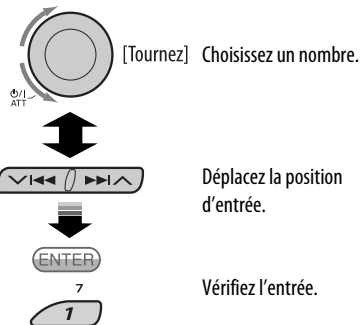 [Tournez] Choisissez un nombre.
⏻/I
ATT
Déplacez la position
d'entrée.
ENTER
7
1
Vérifiez l'entrée.